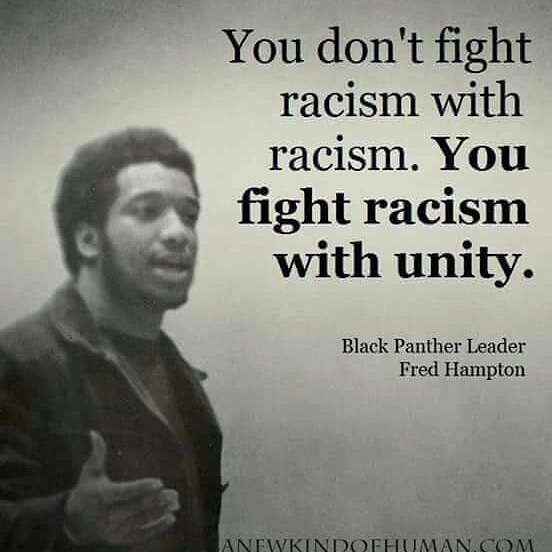 You don't fight
racism with
racism. You
fight racism
with unity.
Black Panther Leader
Fred Hampton
ANEWKINDOFHUMAN.COM